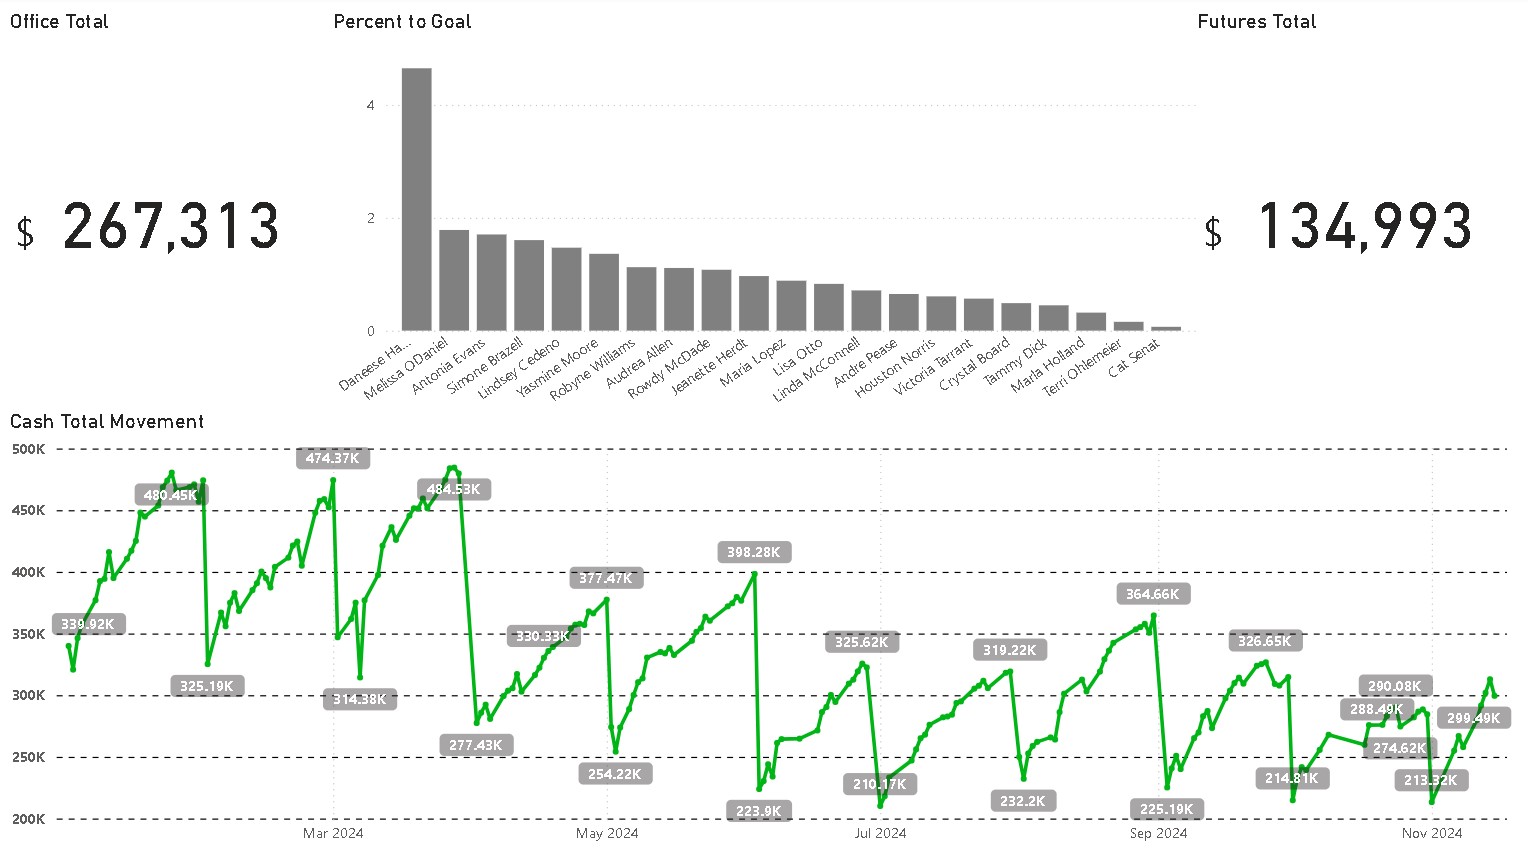 Office Total
Percent to Goal
Futures Total
4
2
0
$ 267,313
$ 134,993
Daneese Ha...
Melissa ODaniel
Antonia Evans
Simone Brazell
Lindsey Cedeno
Yasmine Moore
Robyne Williams
Audrea Allen
Rowdy McDade
Jeanette Herdt
Maria Lopez
Lisa Otto
Linda McConnell
Andre Pease
Houston Norris
Victoria Tarrant
Crystal Board
Tammy Dick
Marla Holland
Terri Ohlemeier
Cat Senat
Cash Total Movement
500K
450K
400K
350K
300K
250K
200K
339.92K
480.45K
325.19K
474.37K
314.38K
484.53K
277.43K
330.33K
377.47K
254.22K
398.28K
223.9K
325.62K
210.17K
319.22K
232.2K
364.66K
225.19K
326.65K
214.81K
290.08K
288.49K
274.62K
213.32K
299.49K
Mar 2024
May 2024
Jul 2024
Sep 2024
Nov 2024